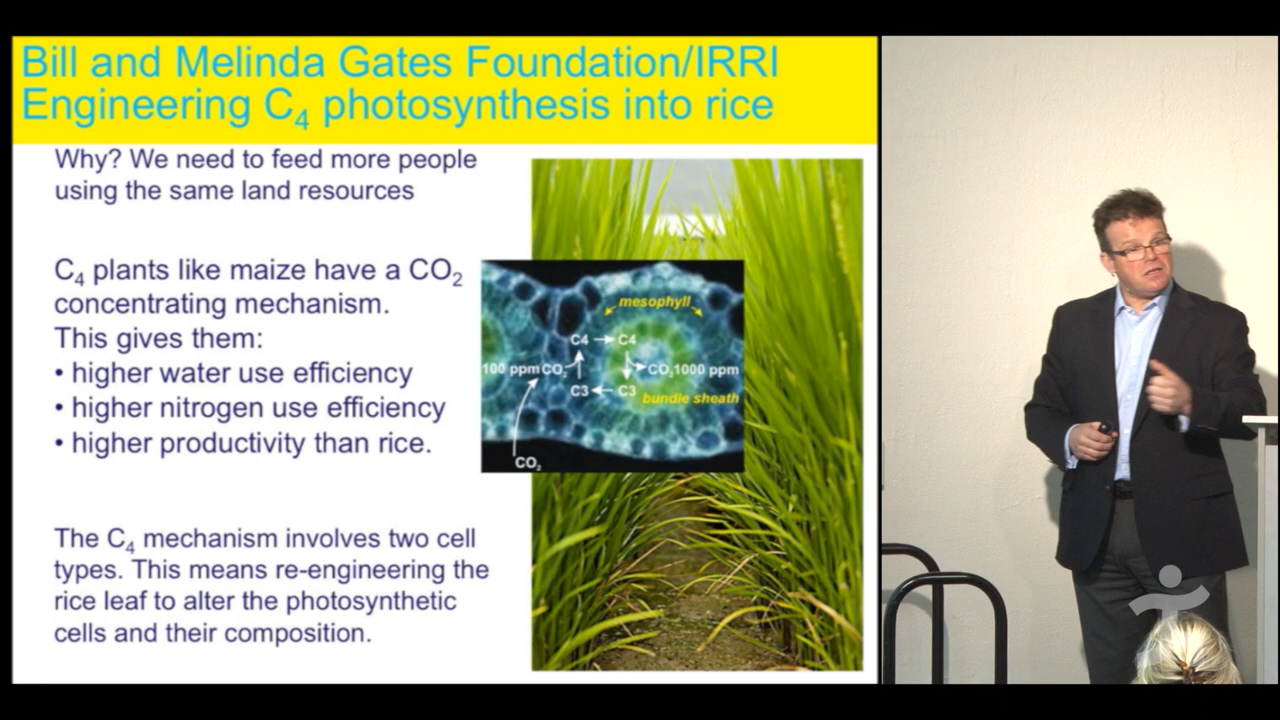 Bill and Melinda Gates Foundation/IRRI
Engineering C₄ photosynthesis into rice
Why? We need to feed more people
using the same land resources
C₄ plants like maize have a CO₂
concentrating mechanism.
This gives them:
• higher water use efficiency
• higher nitrogen use efficiency
• higher productivity than rice.
The C₄ mechanism involves two cell
types. This means re-engineering the
rice leaf to alter the photosynthetic
cells and their composition.
mesophyll
C4 → C4
100 ppm CO₂
CO₂ 1000 ppm
C3 ← C3
bundle sheath
CO₂